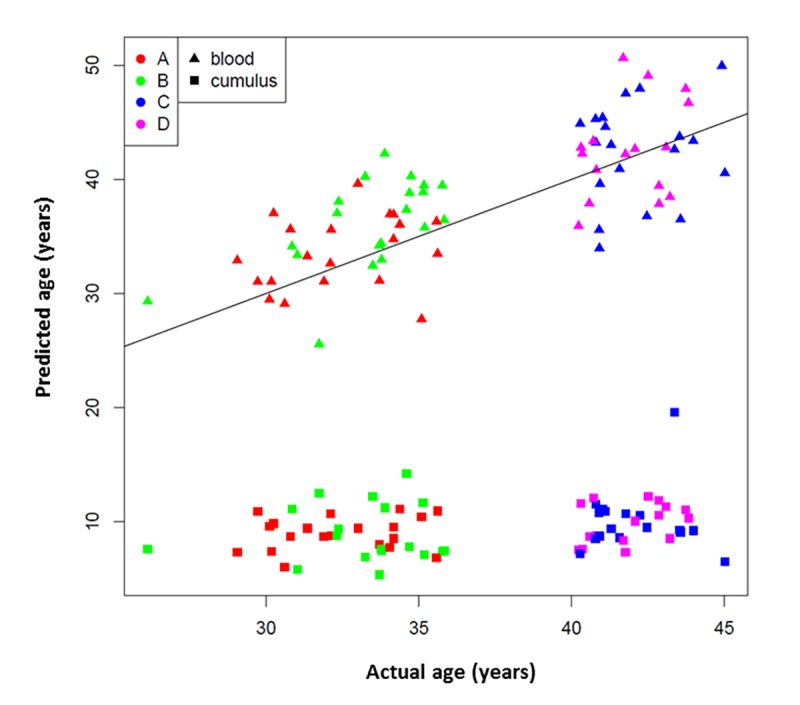 A
B
C
D
blood
cumulus
50
40
30
20
10
Predicted age (years)
30
35
40
45
Actual age (years)